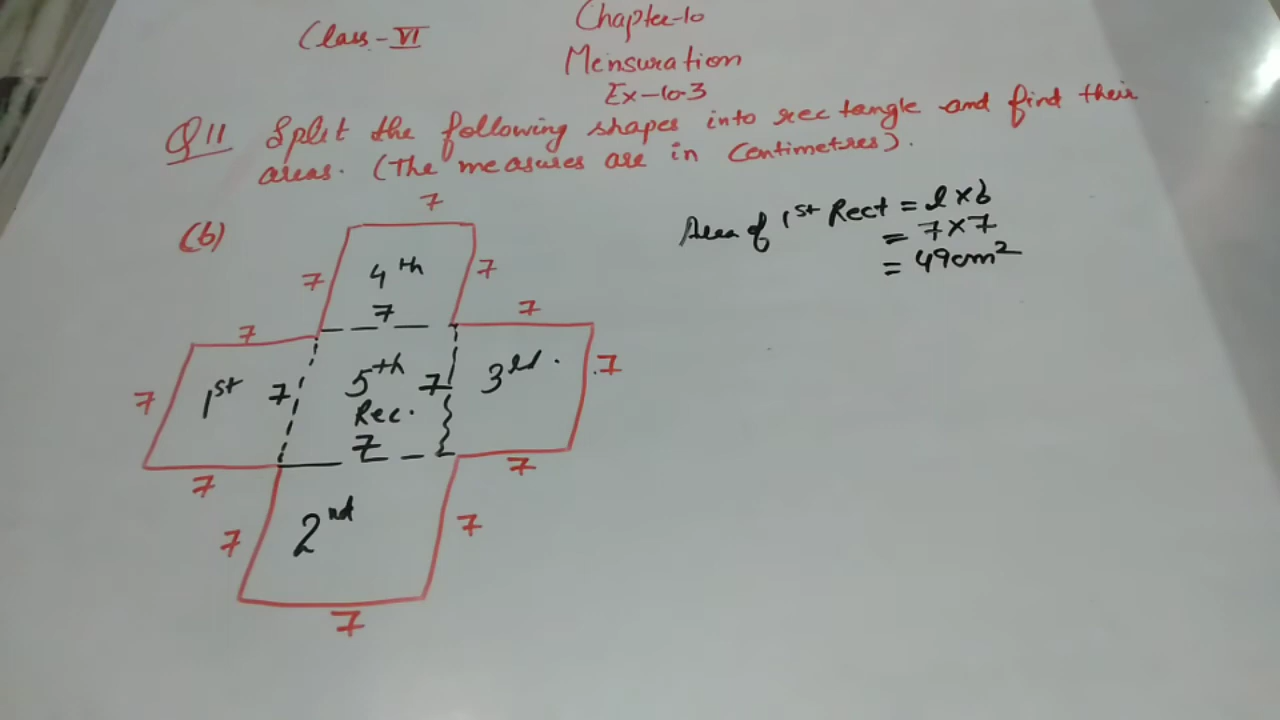 Class-VI
Chapter-10
Mensuration
Ex-10.3
Q11 Split the following shapes into rectangle and find their
areas. (The measures are in Centimetres).
(b)
7
7 4th 7
7
7 7
1st 7 5th 7 3rd. 7
7 Rec.
7
7 7
7 2nd 7
7
Area of 1st Rect = l×b
= 7×7
= 49cm²